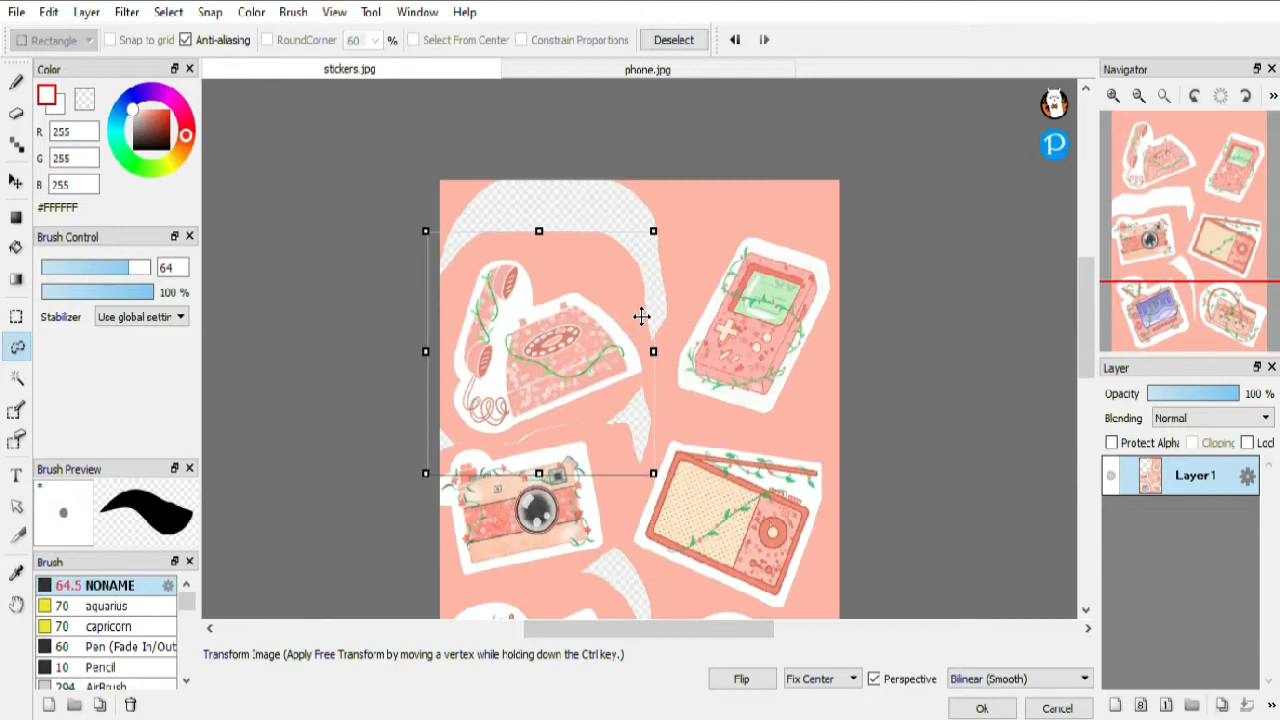 File Edit Layer Filter Select Snap Color Brush View Tool Window Help
Rectangle Snap to grid Anti-aliasing RoundCorner 60 % Select From Center Constrain Proportions Deselect
Color stickers.jpg phone.jpg Navigator
R 255
G 255
B 255
#FFFFFF
Brush Control
64
100 %
Stabilizer Use global settin
Brush Preview
Brush
64.5 NONAME
70 aquarius
70 capricorn
60 Pen (Fade In/Out
10 Pencil
294 AirBrush
Layer
Opacity 100 %
Blending Normal
Protect Alpha Clipping Lock
Layer1
Transform Image (Apply Free Transform by moving a vertex while holding down the Ctrl key.)
Flip Fix Center Perspective Bilinear (Smooth)
Ok Cancel